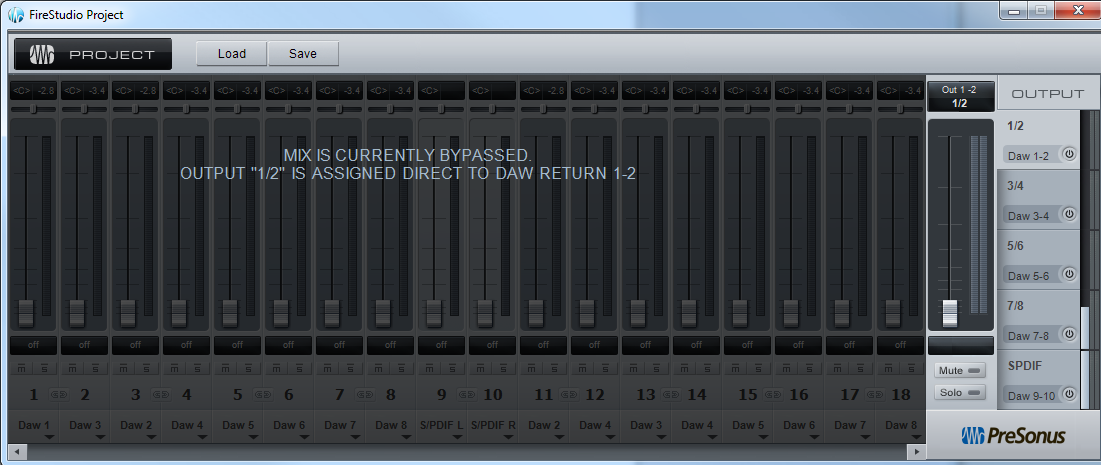 FireStudio Project
PROJECT Load Save
<C> -2.8 <C> -3.4 <C> -2.8 <C> -3.4 <C> -3.4 <C> -3.4 <C> -3.4 <C> -3.4 <C> <C> <C> -2.8 <C> -3.4 <C> -3.4 <C> -3.4 <C> -3.4 <C> -3.4 <C> -3.4 <C> -3.4
MIX IS CURRENTLY BYPASSED.
OUTPUT "1/2" IS ASSIGNED DIRECT TO DAW RETURN 1-2
off off off off off off off off off off off off off off off off off off
m s m s m s m s m s m s m s m s m s m s m s m s m s m s m s m s m s m s
1 2 3 4 5 6 7 8 9 10 11 12 13 14 15 16 17 18
Daw 1 Daw 3 Daw 2 Daw 4 Daw 5 Daw 6 Daw 7 Daw 8 S/PDIF L S/PDIF R Daw 2 Daw 2 Daw 3 Daw 4 Daw 5 Daw 6 Daw 7 Daw 8
Out 1 -2
1/2
Mute
Solo
OUTPUT
1/2
Daw 1-2
3/4
Daw 3-4
5/6
Daw 5-6
7/8
Daw 7-8
SPDIF
Daw 9-10
PreSonus